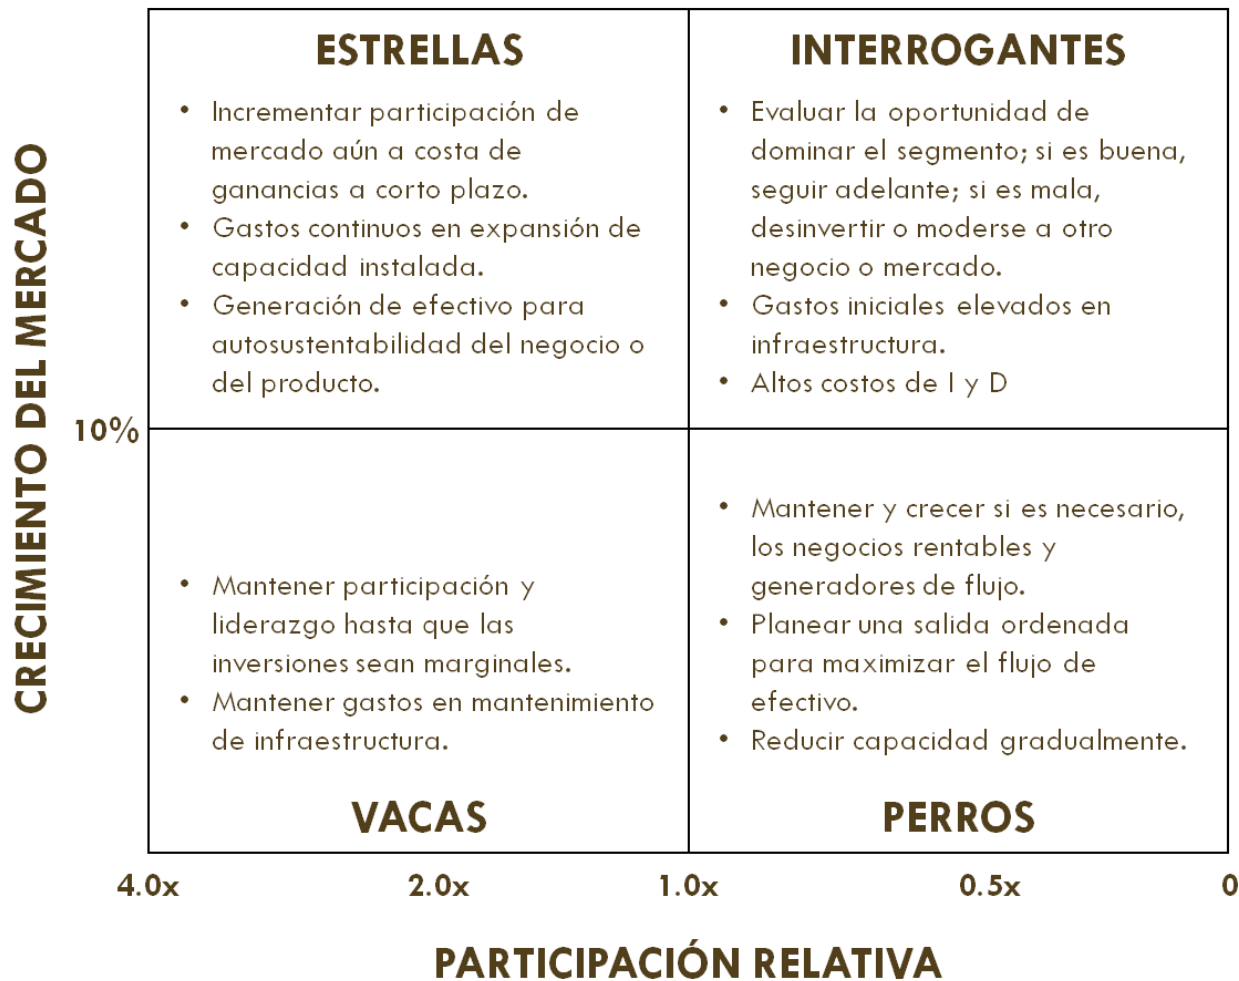 ESTRELLAS
• Incrementar participación de
mercado aún a costa de
ganancias a corto plazo.
• Gastos continuos en expansión de
capacidad instalada.
• Generación de efectivo para
autosustentabilidad del negocio o
del producto.
INTERROGANTES
• Evaluar la oportunidad de
dominar el segmento; si es buena,
seguir adelante; si es mala,
desinvertir o moderse a otro
negocio o mercado.
• Gastos iniciales elevados en
infraestructura.
• Altos costos de I y D
CRECIMIENTO DEL MERCADO
10%
• Mantener participación y
liderazgo hasta que las
inversiones sean marginales.
• Mantener gastos en mantenimiento
de infraestructura.
VACAS
• Mantener y crecer si es necesario,
los negocios rentables y
generadores de flujo.
• Planear una salida ordenada
para maximizar el flujo de
efectivo.
• Reducir capacidad gradualmente.
PERROS
4.0x 2.0x 1.0x 0.5x 0
PARTICIPACIÓN RELATIVA